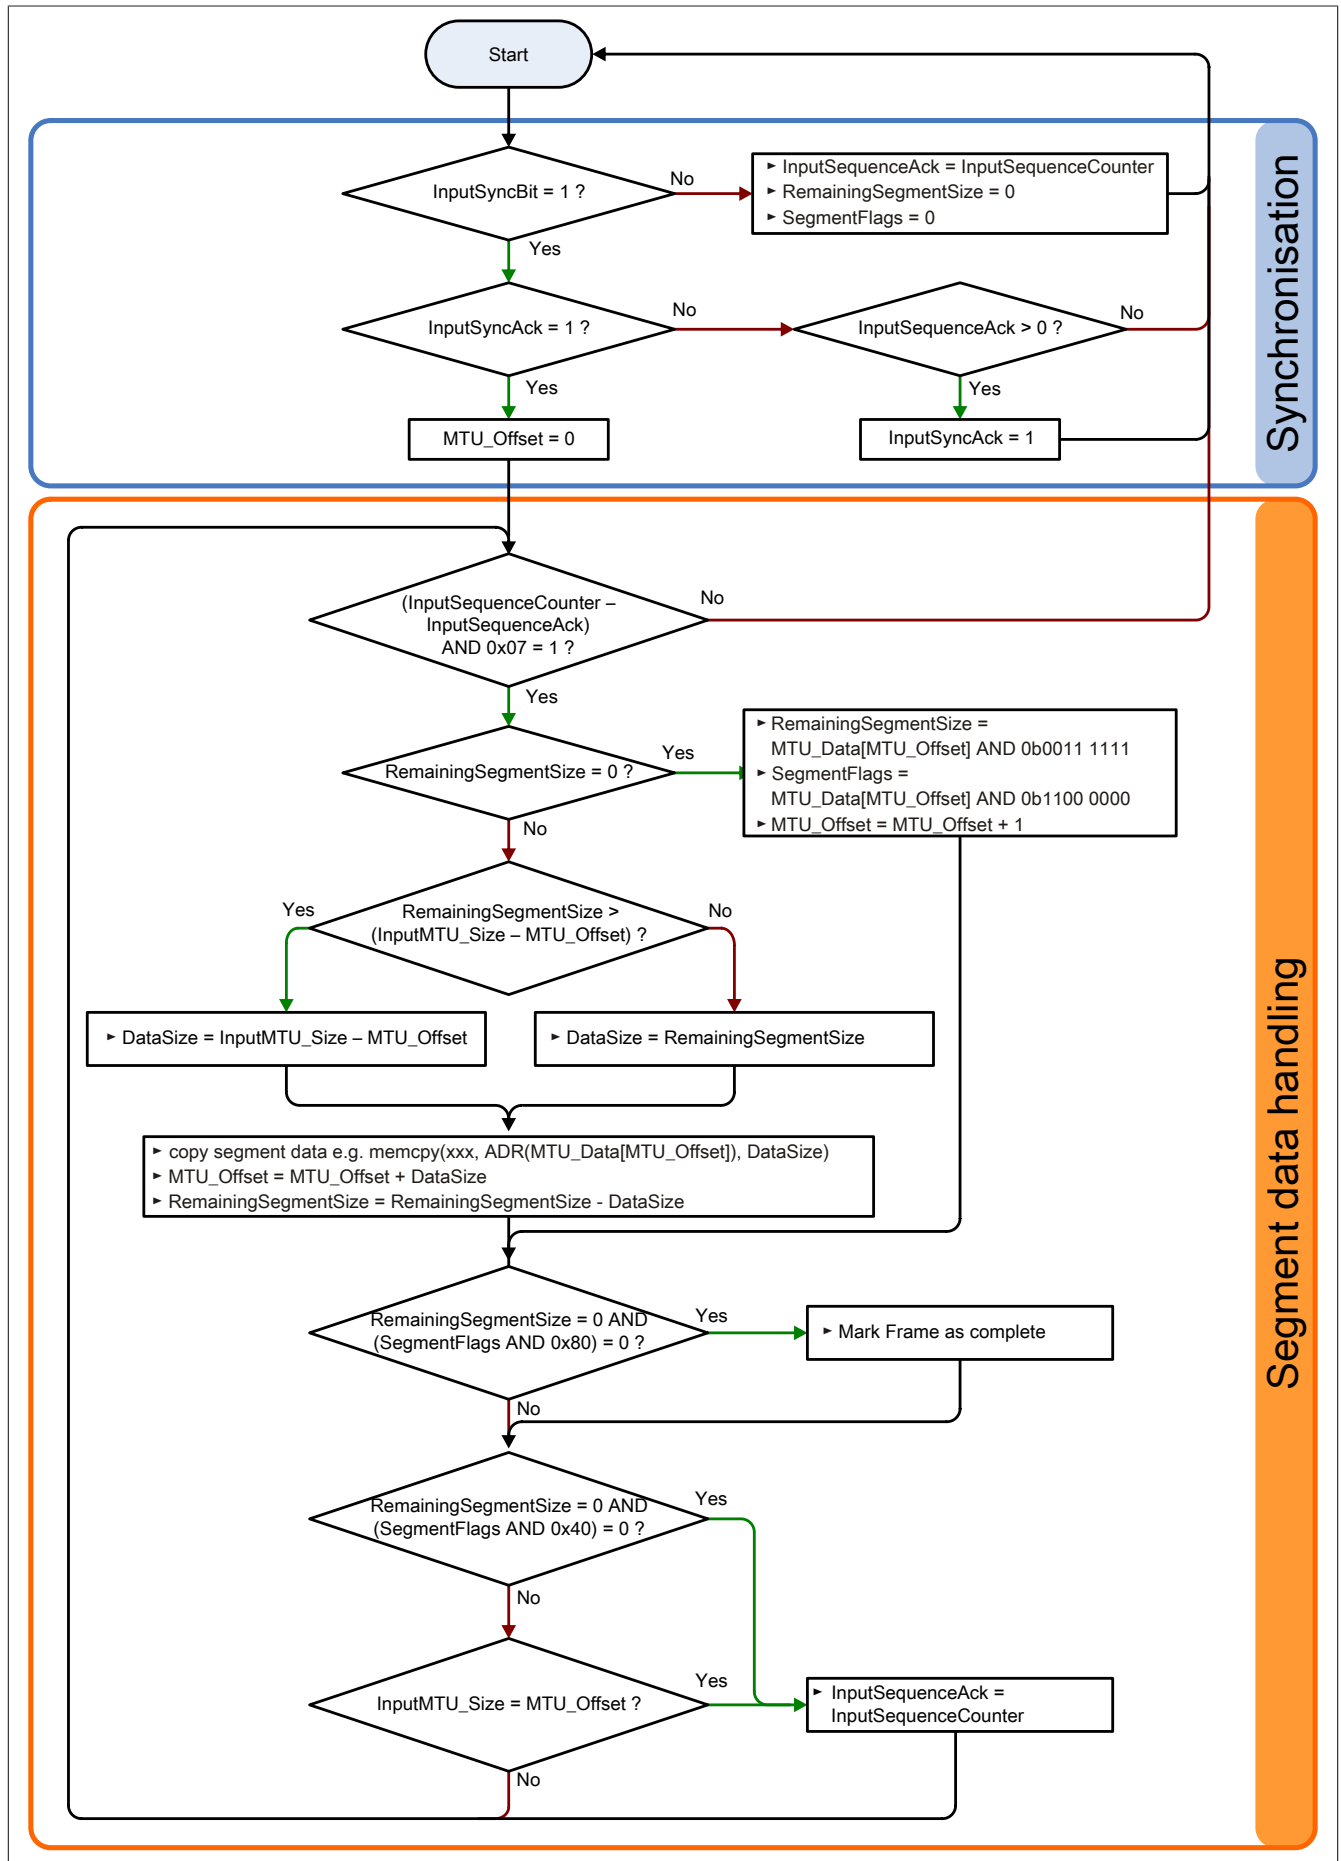 Start
Synchronisation
InputSyncBit = 1 ?
No
► InputSequenceAck = InputSequenceCounter
► RemainingSegmentSize = 0
► SegmentFlags = 0
Yes
InputSyncAck = 1 ?
No
InputSequenceAck > 0 ?
No
Yes
Yes
MTU_Offset = 0
InputSyncAck = 1
Segment data handling
(InputSequenceCounter –
InputSequenceAck)
AND 0x07 = 1 ?
No
Yes
RemainingSegmentSize = 0 ?
Yes
► RemainingSegmentSize =
MTU_Data[MTU_Offset] AND 0b0011 1111
► SegmentFlags =
MTU_Data[MTU_Offset] AND 0b1100 0000
► MTU_Offset = MTU_Offset + 1
No
Yes
RemainingSegmentSize >
(InputMTU_Size – MTU_Offset) ?
No
► DataSize = InputMTU_Size – MTU_Offset
► DataSize = RemainingSegmentSize
► copy segment data e.g. memcpy(xxx, ADR(MTU_Data[MTU_Offset]), DataSize)
► MTU_Offset = MTU_Offset + DataSize
► RemainingSegmentSize = RemainingSegmentSize - DataSize
RemainingSegmentSize = 0 AND
(SegmentFlags AND 0x80) = 0 ?
Yes
► Mark Frame as complete
No
RemainingSegmentSize = 0 AND
(SegmentFlags AND 0x40) = 0 ?
Yes
No
InputMTU_Size = MTU_Offset ?
Yes
► InputSequenceAck =
InputSequenceCounter
No